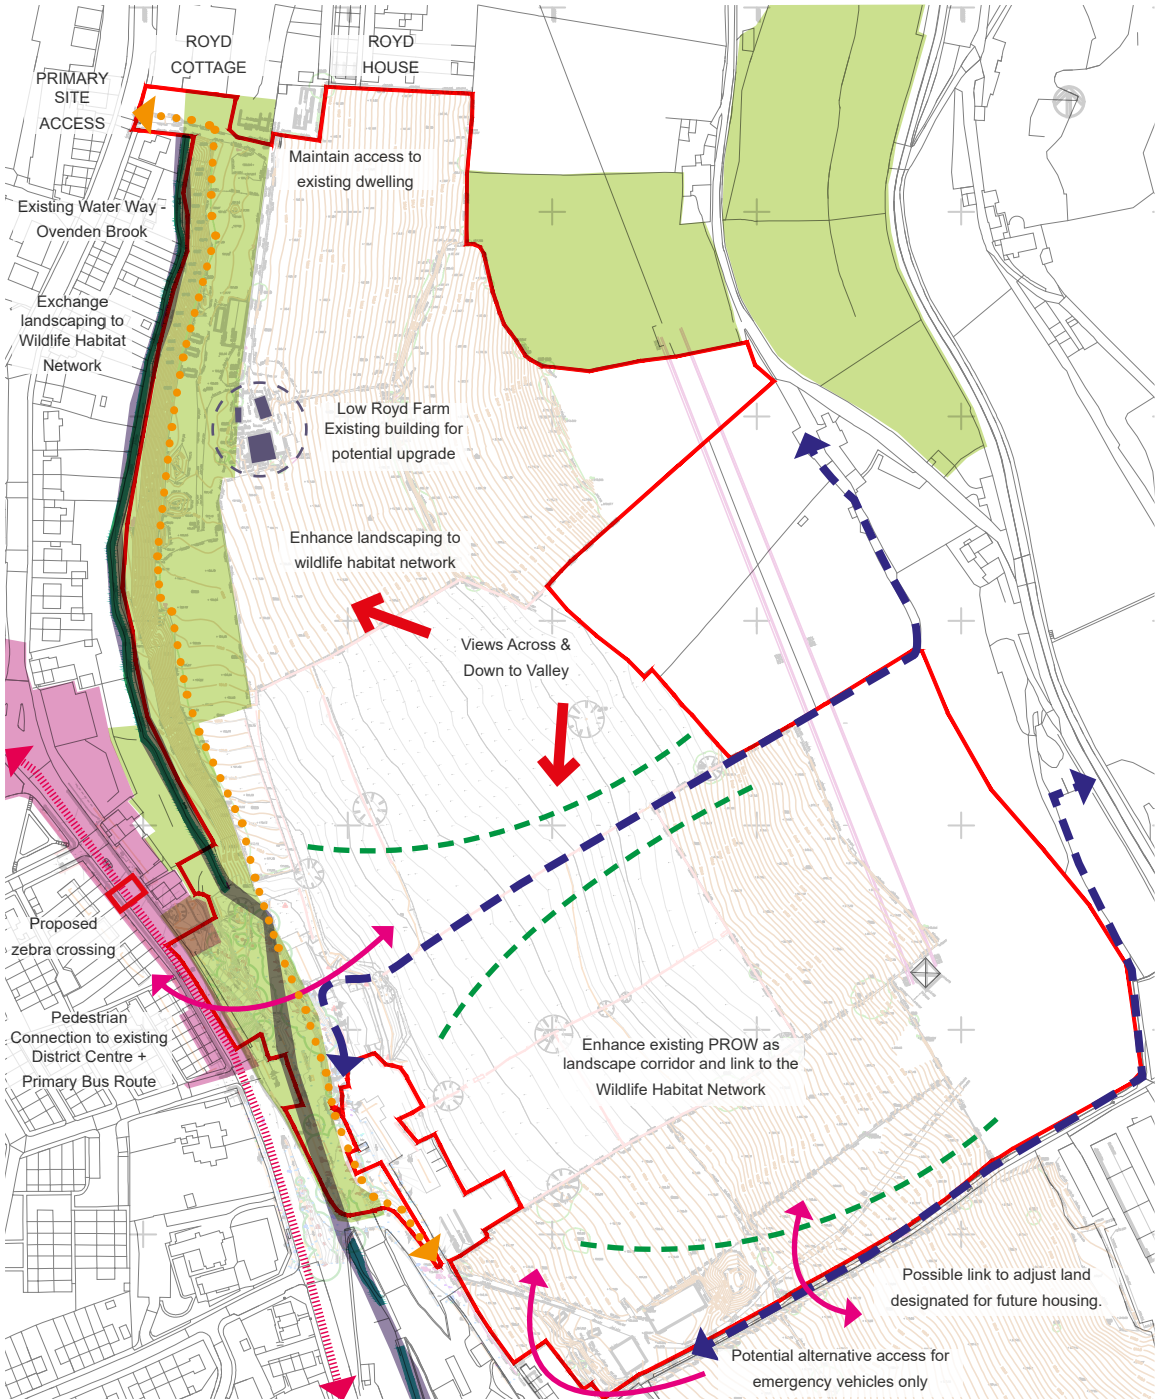 ROYD
COTTAGE
ROYD
HOUSE
PRIMARY
SITE
ACCESS
Maintain access to
existing dwelling
Existing Water Way -
Ovenden Brook
Exchange
landscaping to
Wildlife Habitat
Network
Low Royd Farm
Existing building for
potential upgrade
Enhance landscaping to
wildlife habitat network
Views Across &
Down to Valley
Proposed
zebra crossing
Pedestrian
Connection to existing
District Centre +
Primary Bus Route
Enhance existing PROW as
landscape corridor and link to the
Wildlife Habitat Network
Possible link to adjust land
designated for future housing.
Potential alternative access for
emergency vehicles only